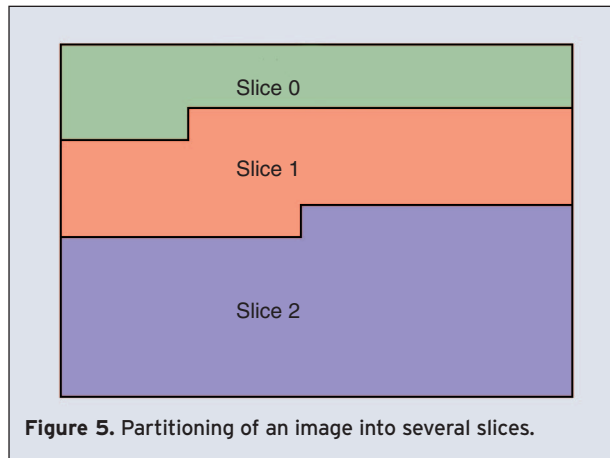 Slice 0
Slice 1
Slice 2
Figure 5. Partitioning of an image into several slices.